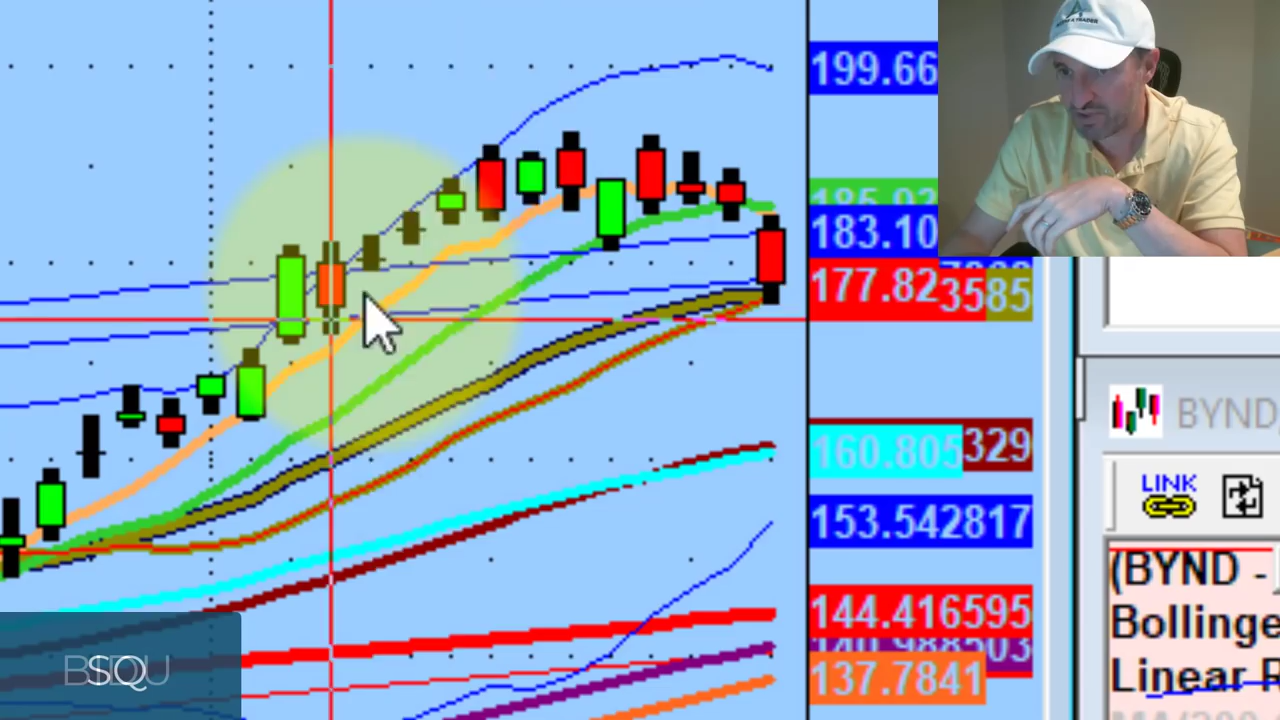 199.66
183.10
177.82
3585
160.805
329
153.542817
144.416595
137.7841
BYND
LINK
(BYND -
Bollinge
Linear R